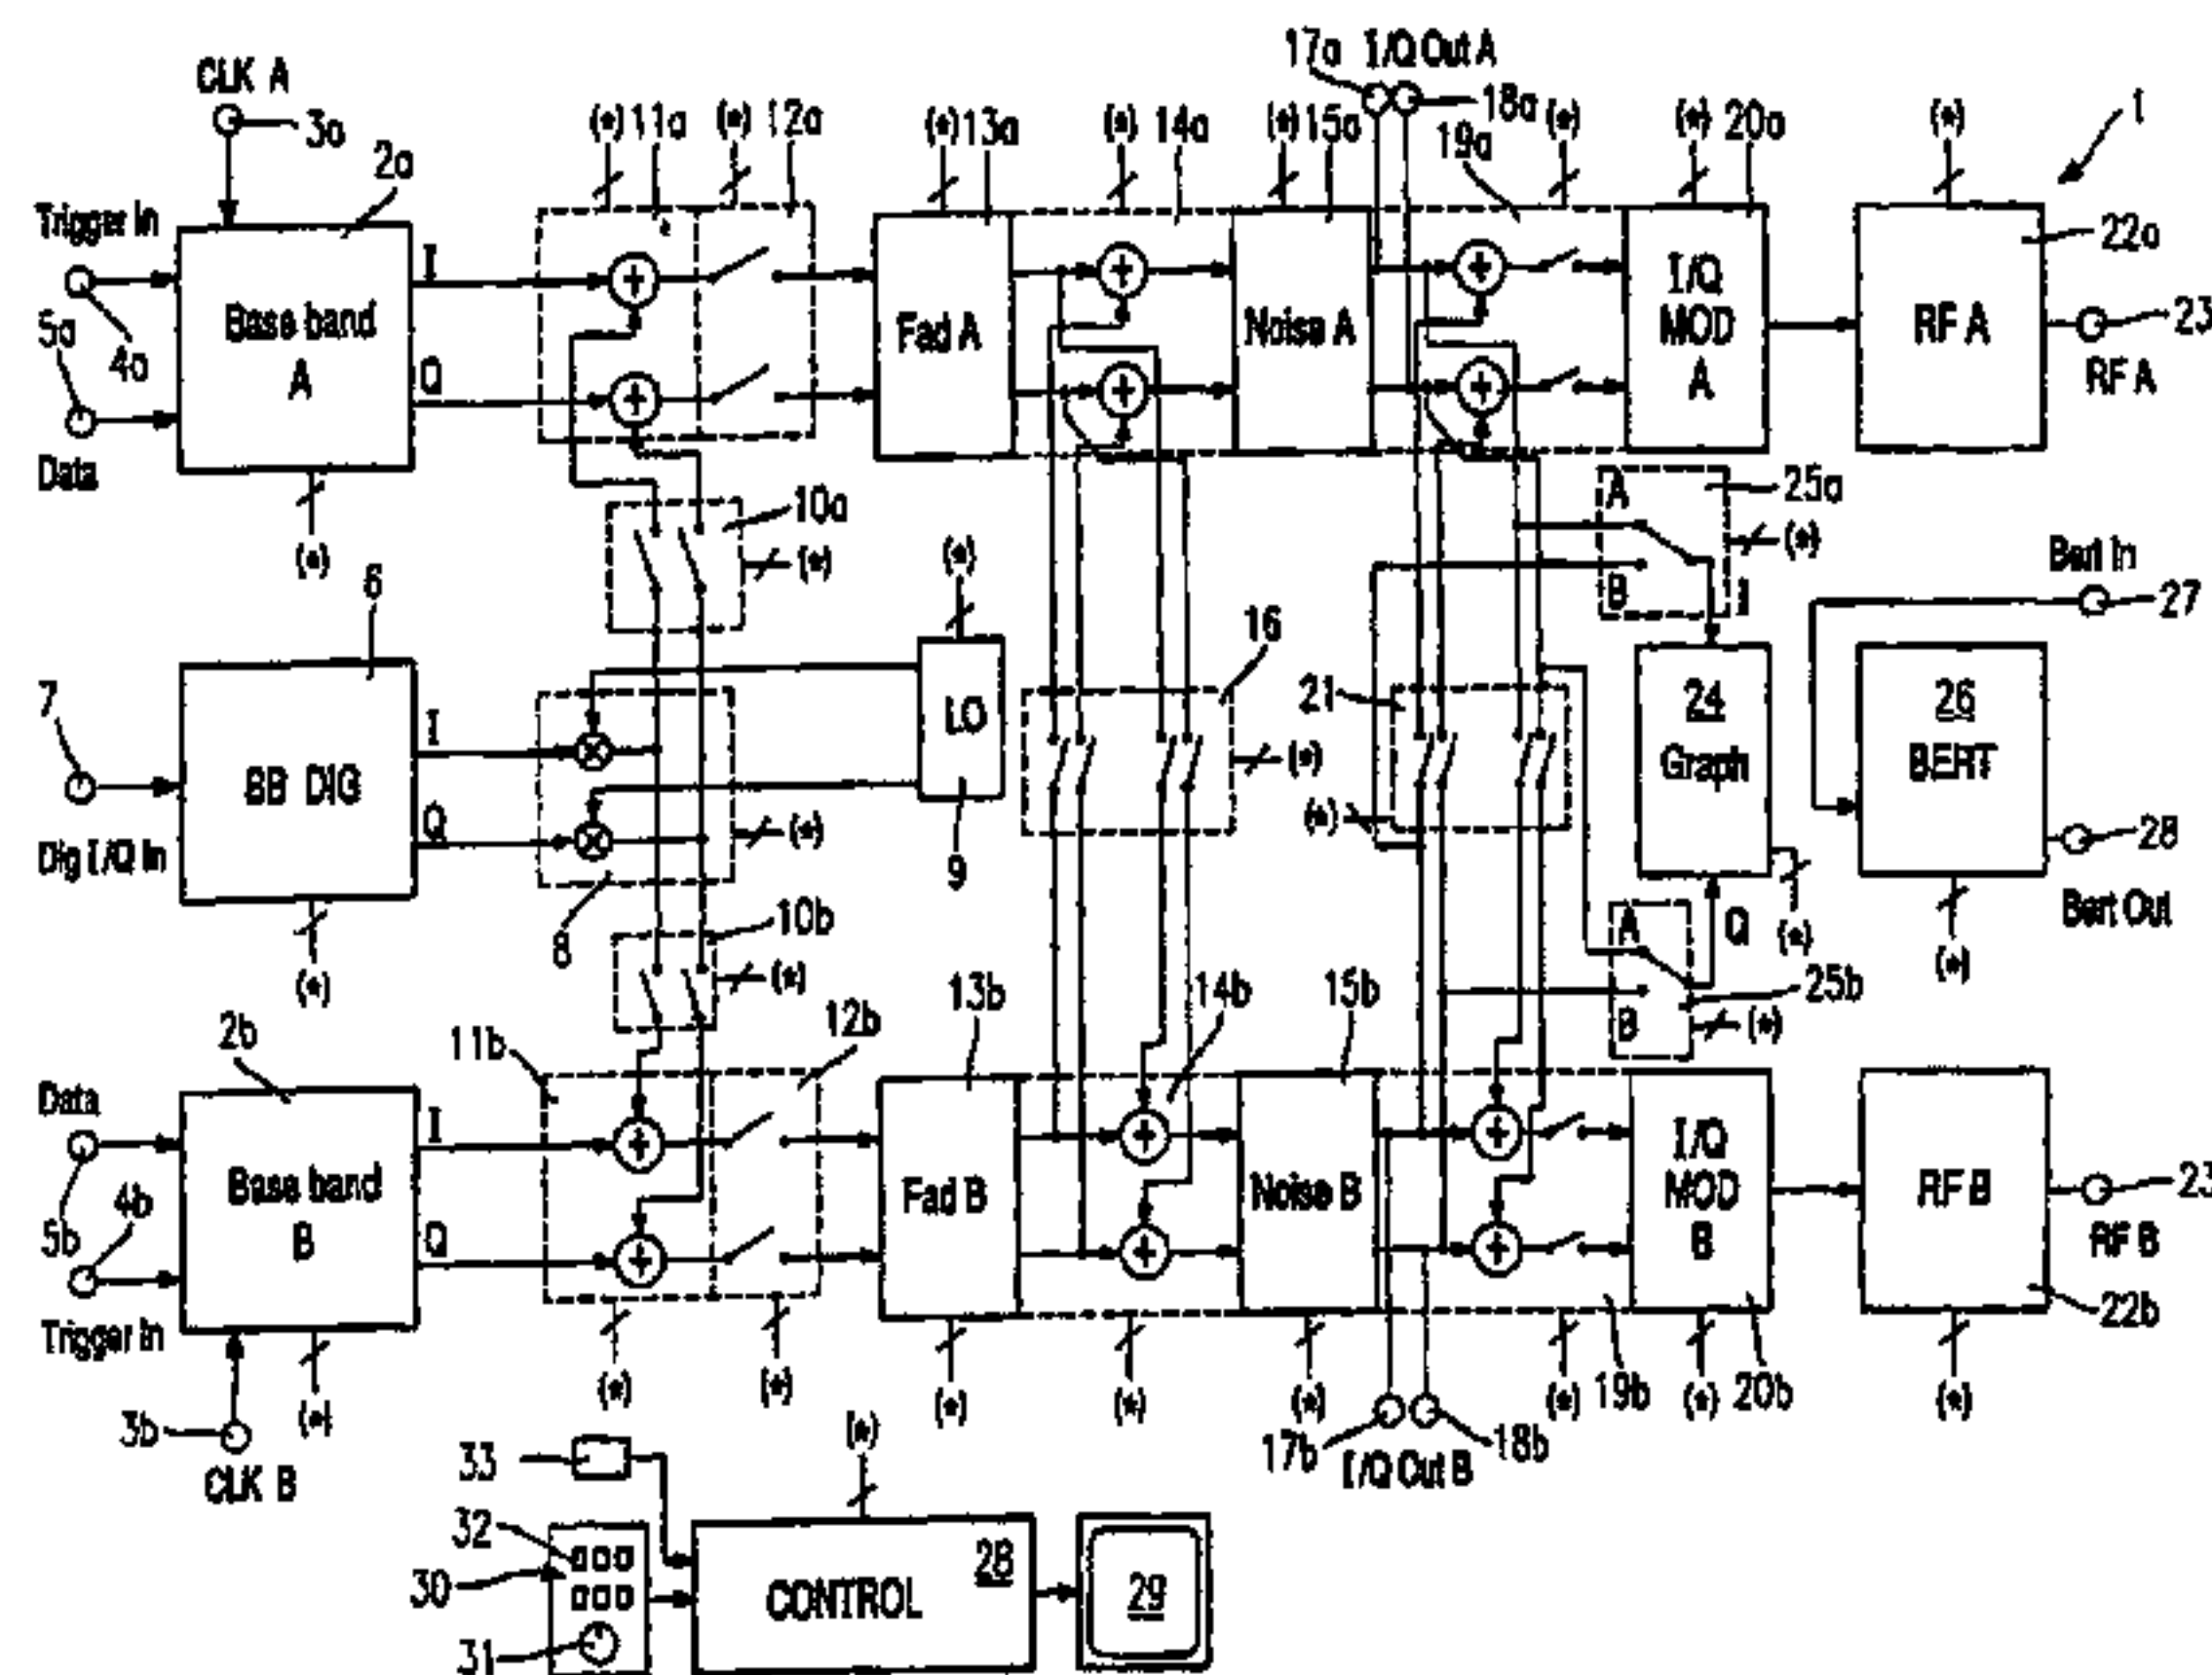 17a I/Q Out A
CLK A
3a
(*) 11a (*) 12a (*) 13a (*) 14a (*) 15a 18a (*) (*) 20a (*) 1
19a
2a
Trigger In
22a
I
Base band
A
Fad A
Noise A
I/Q
MOD
A
RF A
23
5a
4a
RF A
Q
Data
(*)
10a
(*)
(*)
A
25a
(*)
B
I
Bert In
27
6
16
7
I
LO
21
24
Graph
26
BERT
BB DIG
(*)
Q
(*)
(*)
28
Dig I/Q In
9
8
10b
A
Q
(*)
Bert Out
(*)
(*)
(*)
13b
14b
15b
25b
B
(*)
2b
11b
12b
Data
I
I/Q
MOD
B
Base band
B
Fad B
Noise B
RF B
23
5b
4b
Q
RF B
Trigger In
22b
(*)
(*)
(*)
(*)
(*)
(*)
(*)
19b
(*)
20b
(*)
3b
17b
18b
CLK B
I/Q Out B
33
(*)
32
30
31
CONTROL
28
29